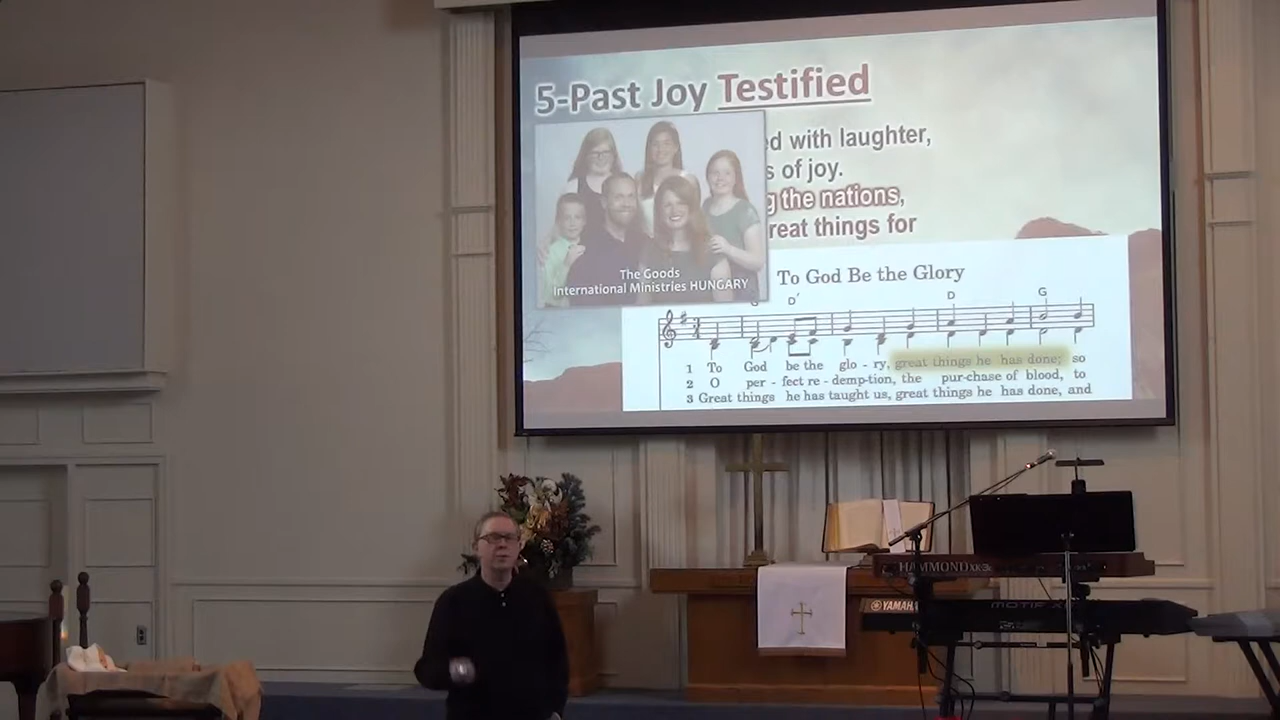 5-Past Joy Testified
ed with laughter,
s of joy.
g the nations,
reat things for
The Goods
International Ministries HUNGARY
To God Be the Glory
G D' D G
1 To God be the glo - ry, great things he has done; so
2 O per - fect re - demp-tion, the pur-chase of blood, to
3 Great things he has taught us, great things he has done, and
HAMMOND XK-3c
YAMAHA MOTIF